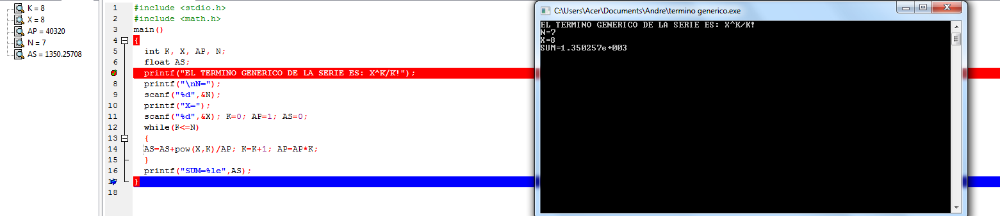 K = 8
X = 8
AP = 40320
N = 7
AS = 1350.25708
1 #include <stdio.h>
2 #include <math.h>
3 main()
4 {
5 int K, X, AP, N;
6 float AS;
printf("EL TERMINO GENERICO DE LA SERIE ES: X^K/K!");
8 printf("\nN=");
9 scanf("%d",&N);
10 printf("X=");
11 scanf("%d",&X); K=0; AP=1; AS=0;
12 while(K<=N)
13 {
14 AS=AS+pow(X,K)/AP; K=K+1; AP=AP*K;
15 }
16 printf("SUM=%le",AS);
17 }
18
C:\Users\Acer\Documents\Andre\termino generico.exe
EL TERMINO GENERICO DE LA SERIE ES: X^K/K!
N=7
X=8
SUM=1.350257e+003